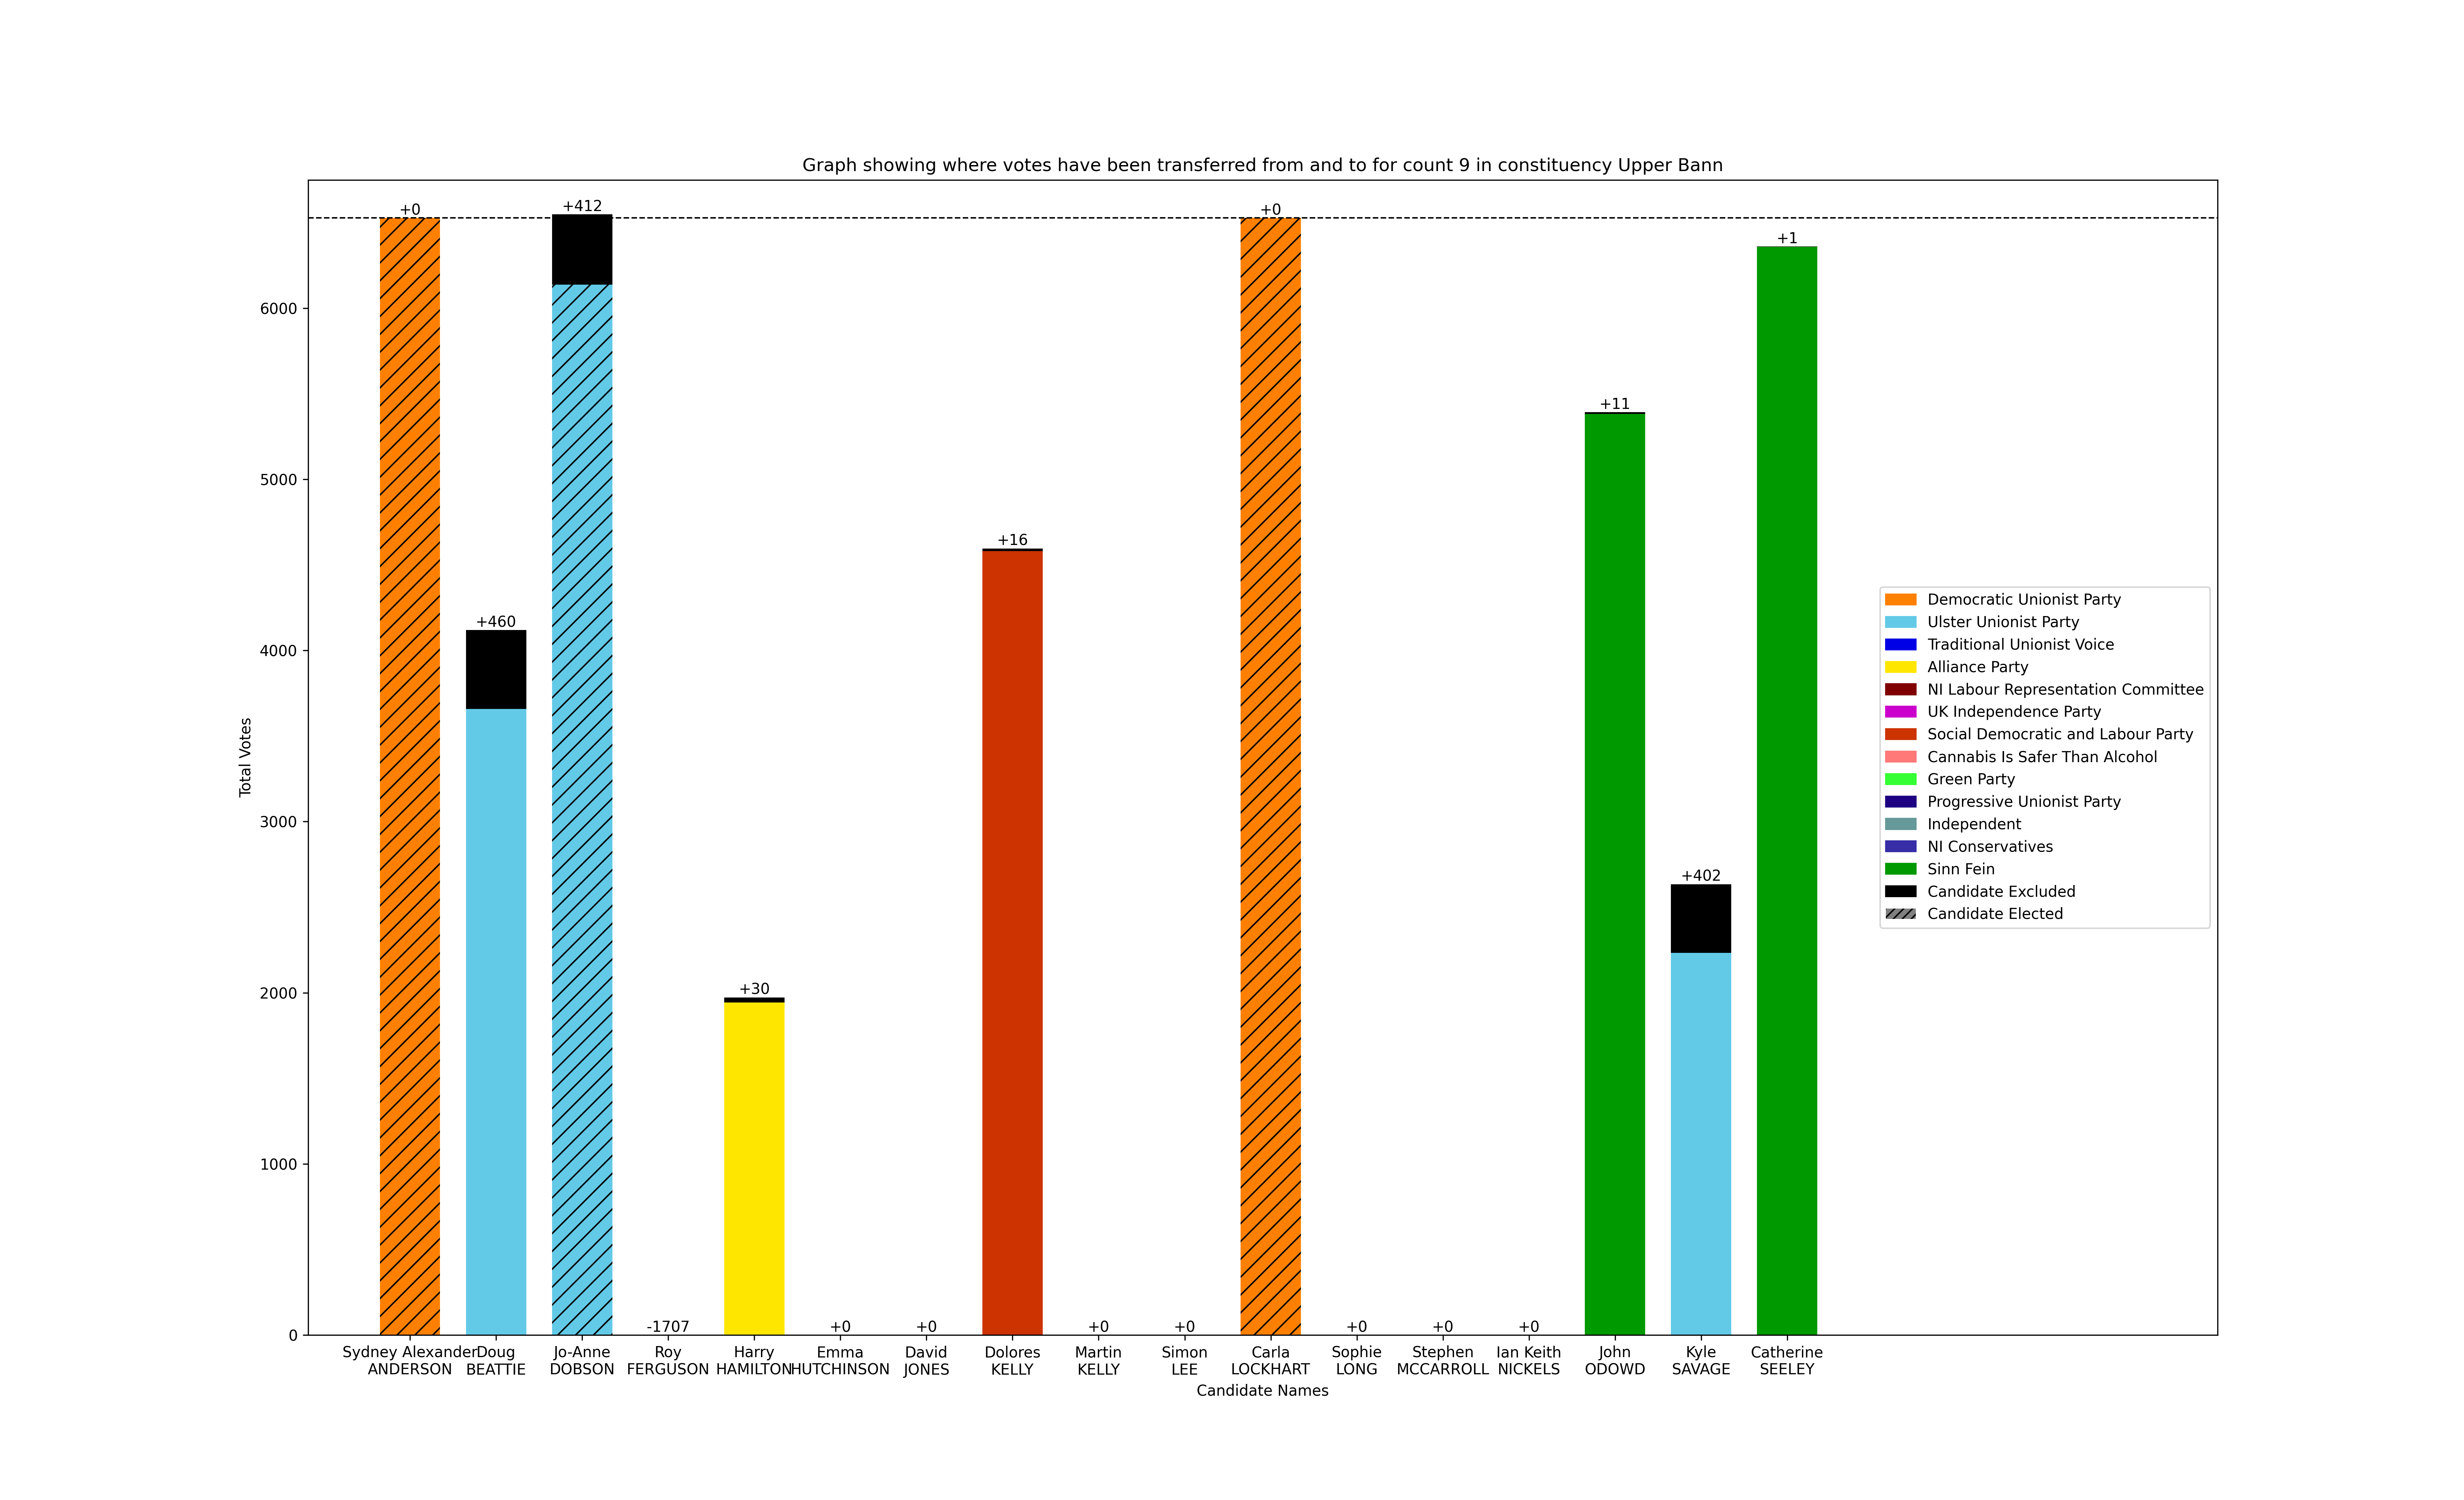 Graph showing where votes have been transferred from and to for count 9 in constituency Upper Bann
Total Votes
6000
5000
4000
3000
2000
1000
0
+0
+460
+412
-1707
+30
+0
+0
+16
+0
+0
+0
+0
+0
+0
+11
+402
+1
Sydney Alexander
ANDERSON
Doug
BEATTIE
Jo-Anne
DOBSON
Roy
FERGUSON
Harry
HAMILTON
Emma
HUTCHINSON
David
JONES
Dolores
KELLY
Martin
KELLY
Simon
LEE
Carla
LOCKHART
Sophie
LONG
Stephen
MCCARROLL
Ian Keith
NICKELS
John
ODOWD
Kyle
SAVAGE
Catherine
SEELEY
Candidate Names
Democratic Unionist Party
Ulster Unionist Party
Traditional Unionist Voice
Alliance Party
NI Labour Representation Committee
UK Independence Party
Social Democratic and Labour Party
Cannabis Is Safer Than Alcohol
Green Party
Progressive Unionist Party
Independent
NI Conservatives
Sinn Fein
Candidate Excluded
Candidate Elected